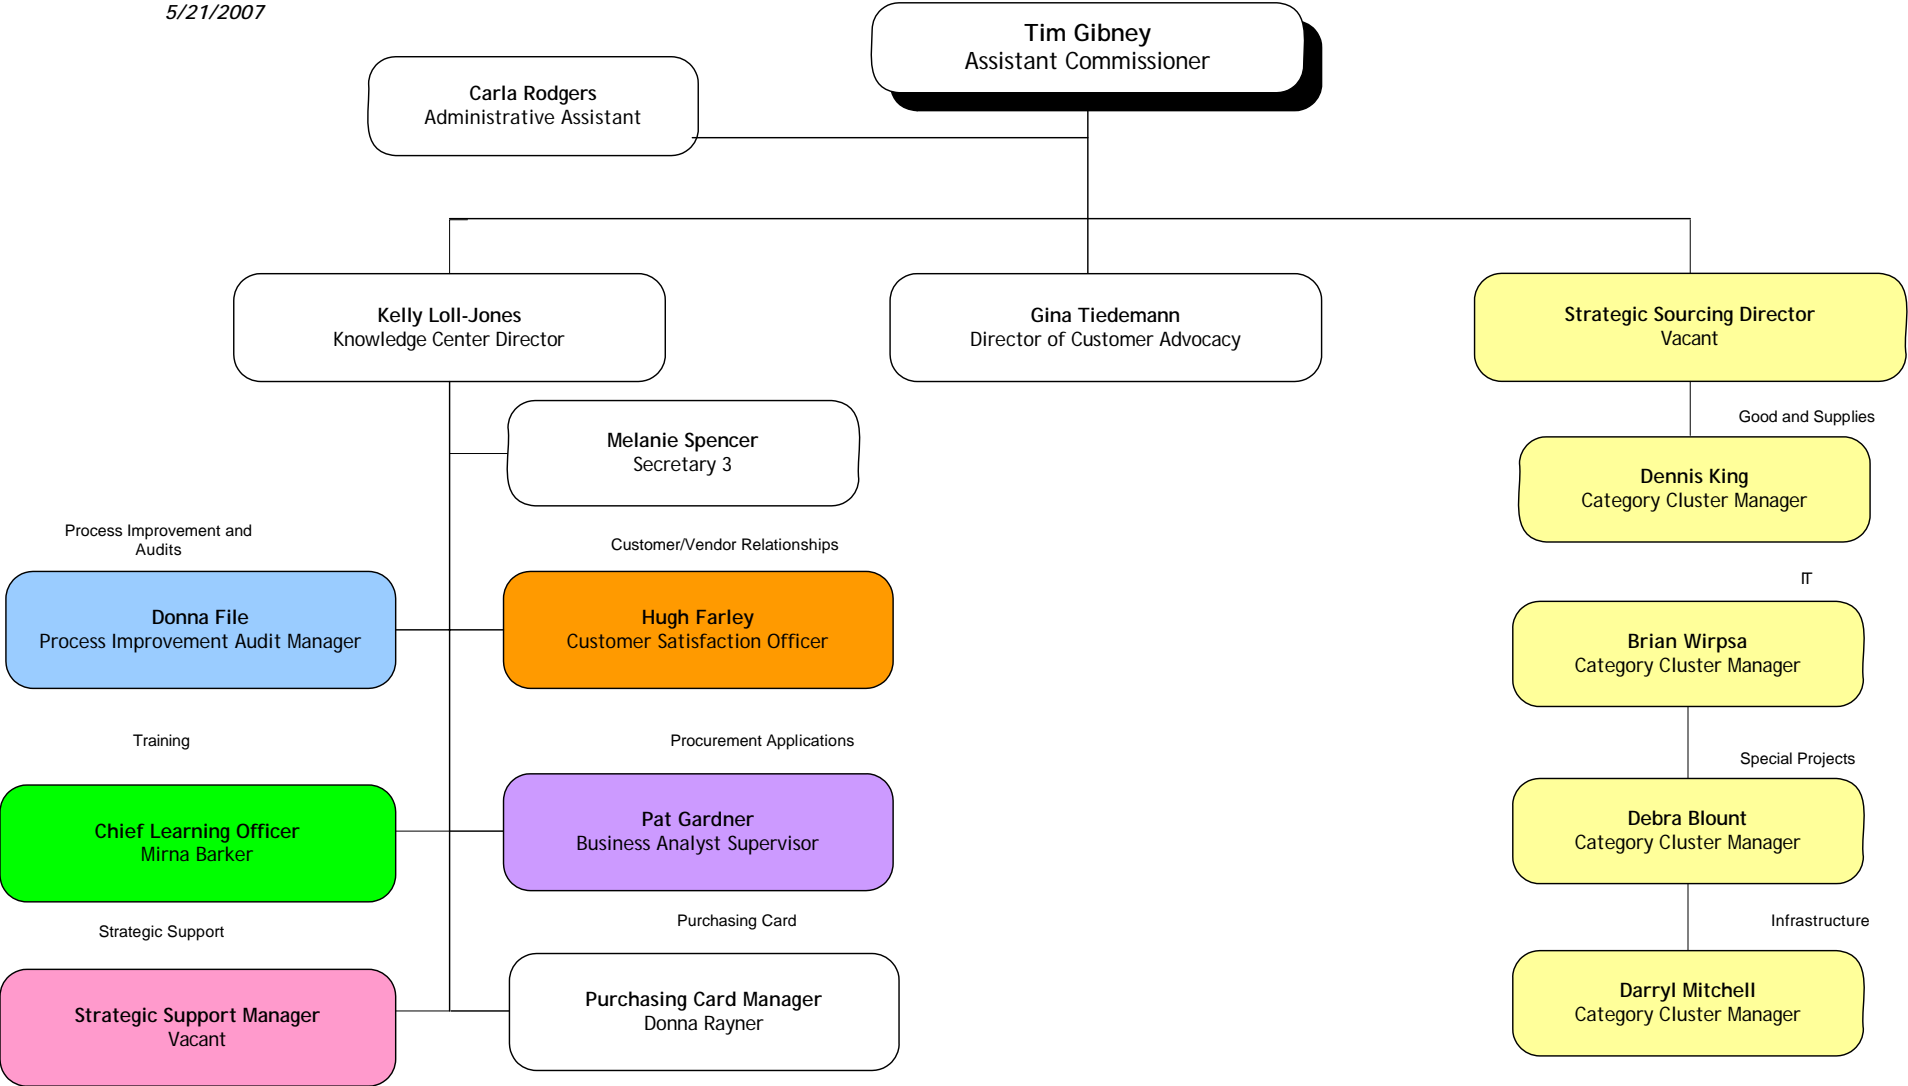 5/21/2007
Tim Gibney
Assistant Commissioner
Carla Rodgers
Administrative Assistant
Kelly Loll-Jones
Knowledge Center Director
Gina Tiedemann
Director of Customer Advocacy
Strategic Sourcing Director
Vacant
Melanie Spencer
Secretary 3
Good and Supplies
Dennis King
Category Cluster Manager
Process Improvement and
Audits
Customer/Vendor Relationships
IT
Donna File
Process Improvement Audit Manager
Hugh Farley
Customer Satisfaction Officer
Brian Wirpsa
Category Cluster Manager
Training
Procurement Applications
Special Projects
Chief Learning Officer
Mirna Barker
Pat Gardner
Business Analyst Supervisor
Debra Blount
Category Cluster Manager
Strategic Support
Purchasing Card
Infrastructure
Strategic Support Manager
Vacant
Purchasing Card Manager
Donna Rayner
Darryl Mitchell
Category Cluster Manager